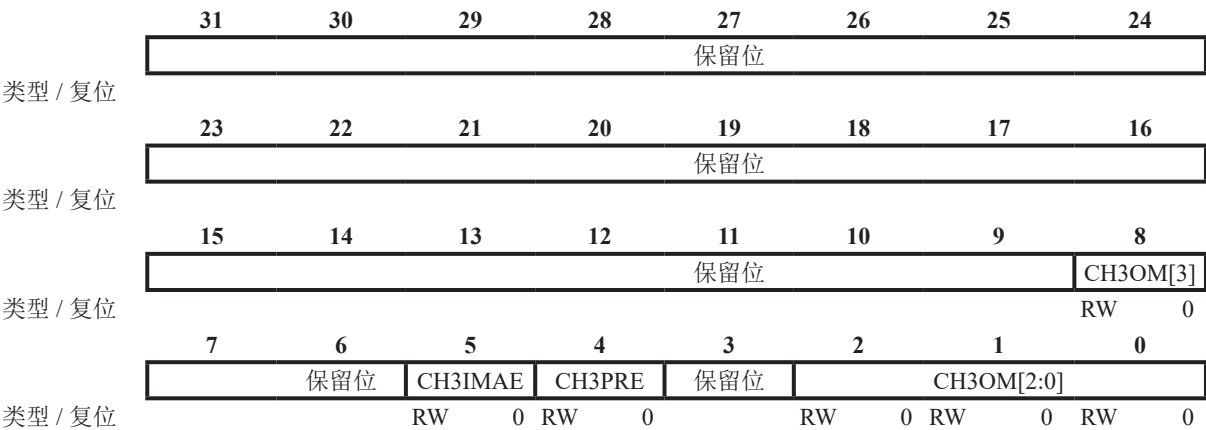 31 30 29 28 27 26 25 24
保留位
类型 / 复位
23 22 21 20 19 18 17 16
保留位
类型 / 复位
15 14 13 12 11 10 9 8
保留位 CH3OM[3]
类型 / 复位 RW 0
7 6 5 4 3 2 1 0
保留位 CH3IMAE CH3PRE 保留位 CH3OM[2:0]
类型 / 复位 RW 0 RW 0 RW 0 RW 0 RW 0